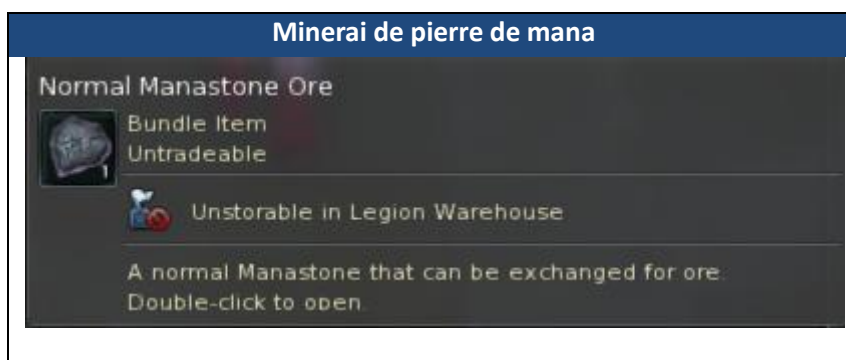 Minerai de pierre de mana
Normal Manastone Ore
Bundle Item
Untradeable
Unstorable in Legion Warehouse
A normal Manastone that can be exchanged for ore.
Double-click to open.